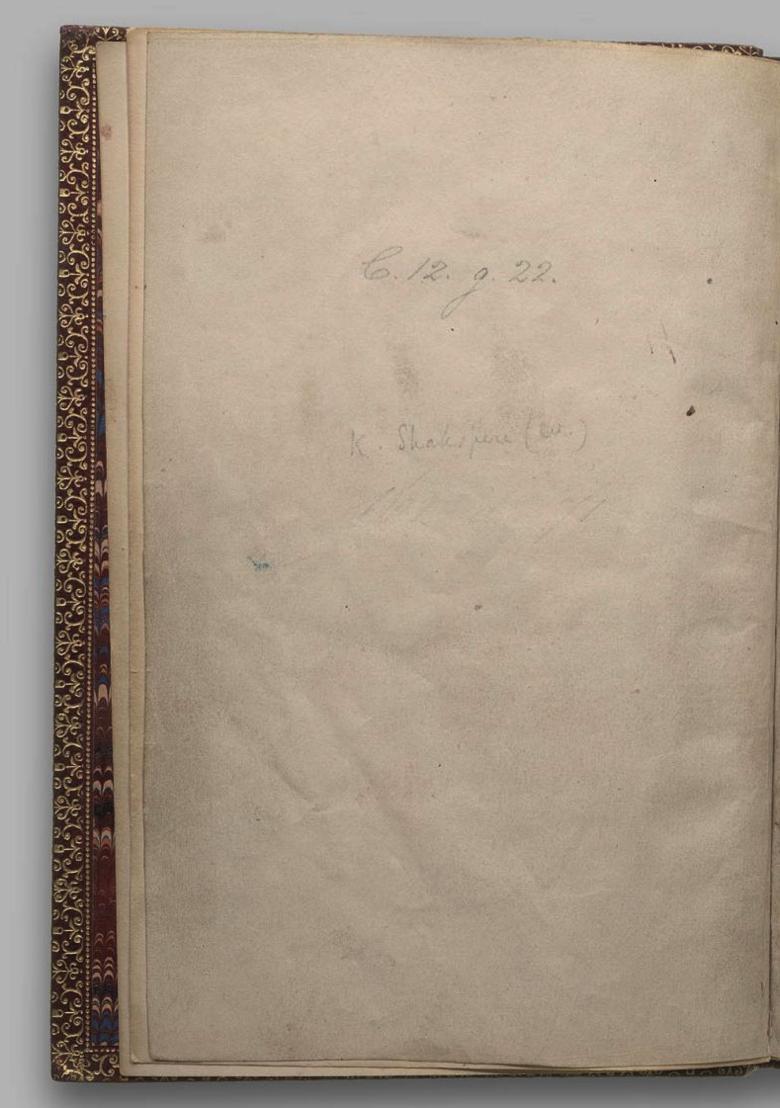 C. 12. g. 22.
K. Shakspere (W.)